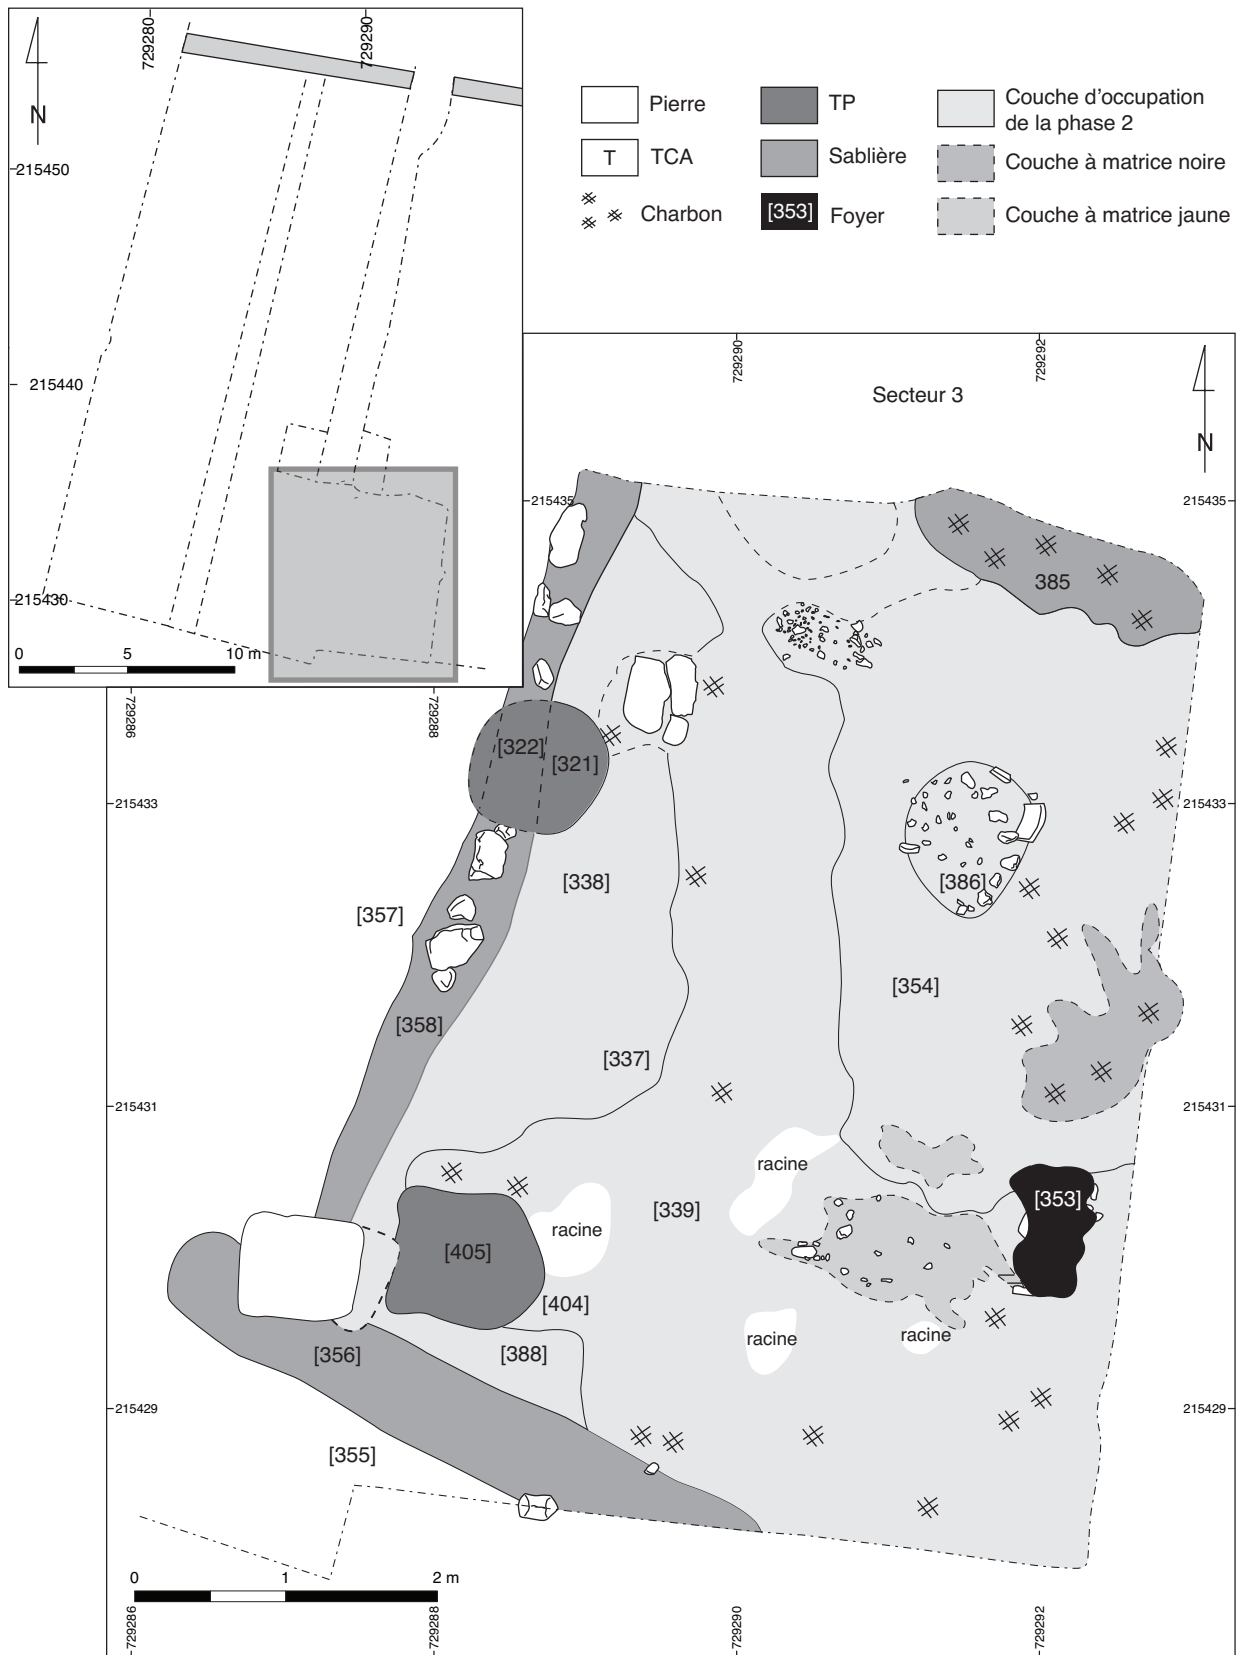 729280
729290
N
215450
215440
215430
0 5 10 m
Pierre
TCA
T
Charbon
TP
Sablière
[353]
Foyer
Couche d'occupation
de la phase 2
Couche à matrice noire
Couche à matrice jaune
729290
729292
Secteur 3
N
215435
215435
385
729286
729288
[322]
[321]
215433
215433
[338]
[386]
[357]
[354]
[358]
[337]
215431
215431
racine
[353]
[339]
racine
[405]
[404]
racine
racine
[356]
[388]
215429
215429
[355]
0 1 2 m
729286
729288
729290
729292